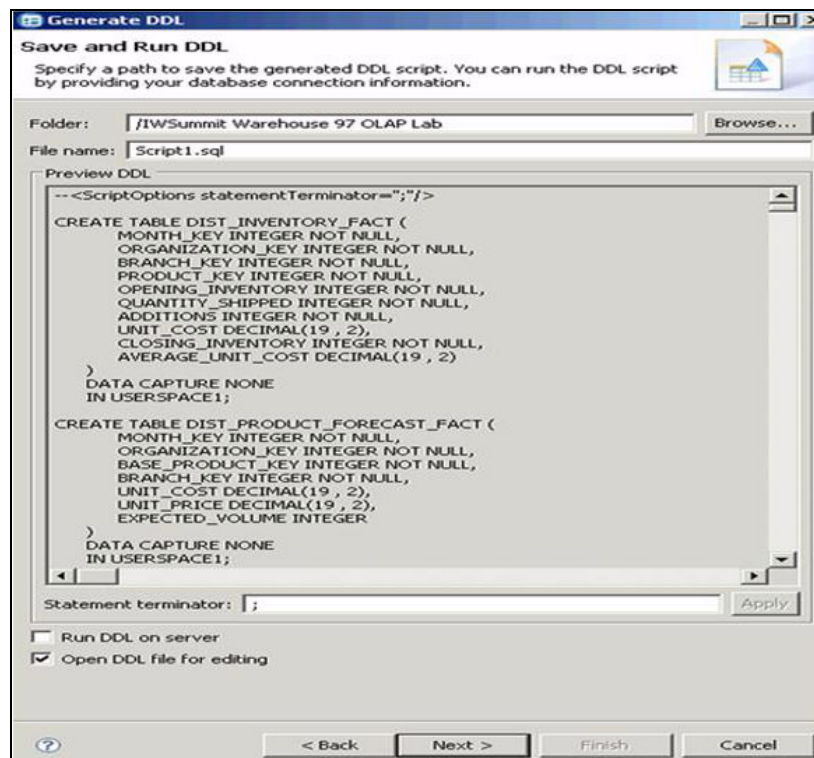 Generate DDL
Save and Run DDL
Specify a path to save the generated DDL script. You can run the DDL script
by providing your database connection information.
Folder: /IWSummit Warehouse 97 OLAP Lab Browse...
File name: Script1.sql
Preview DDL
--<ScriptOptions statementTerminator=";"/>
CREATE TABLE DIST_INVENTORY_FACT (
MONTH_KEY INTEGER NOT NULL,
ORGANIZATION_KEY INTEGER NOT NULL,
BRANCH_KEY INTEGER NOT NULL,
PRODUCT_KEY INTEGER NOT NULL,
OPENING_INVENTORY INTEGER NOT NULL,
QUANTITY_SHIPPED INTEGER NOT NULL,
ADDITIONS INTEGER NOT NULL,
UNIT_COST DECIMAL(19 , 2),
CLOSING_INVENTORY INTEGER NOT NULL,
AVERAGE_UNIT_COST DECIMAL(19 , 2)
)
DATA CAPTURE NONE
IN USERSPACE1;
CREATE TABLE DIST_PRODUCT_FORECAST_FACT (
MONTH_KEY INTEGER NOT NULL,
ORGANIZATION_KEY INTEGER NOT NULL,
BASE_PRODUCT_KEY INTEGER NOT NULL,
BRANCH_KEY INTEGER NOT NULL,
UNIT_COST DECIMAL(19 , 2),
UNIT_PRICE DECIMAL(19 , 2),
EXPECTED_VOLUME INTEGER
)
DATA CAPTURE NONE
IN USERSPACE1;
Statement terminator: ; Apply
Run DDL on server
Open DDL file for editing
? < Back Next > Finish Cancel